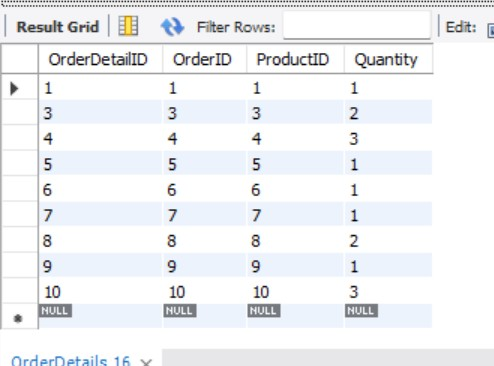 Result Grid Filter Rows: Edit:
OrderDetailID OrderID ProductID Quantity
1 1 1 1
3 3 3 2
4 4 4 3
5 5 5 1
6 6 6 1
7 7 7 1
8 8 8 2
9 9 9 1
10 10 10 3
NULL NULL NULL NULL
OrderDetails 16